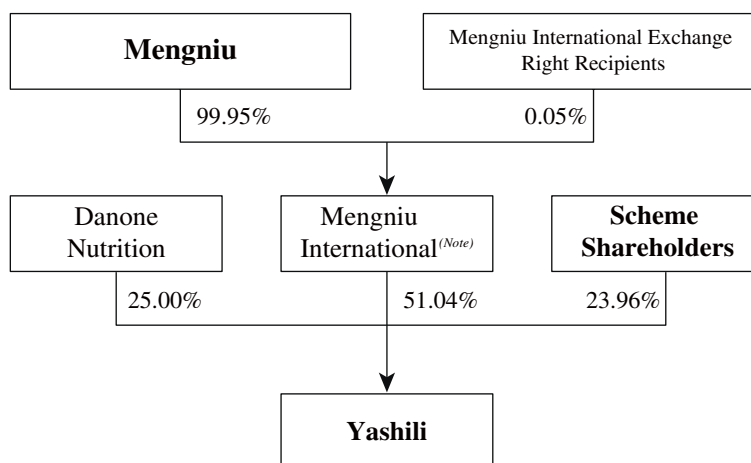 Mengniu
Mengniu International Exchange
Right Recipients
99.95%
0.05%
Danone
Nutrition
Mengniu
International(Note)
Scheme
Shareholders
25.00%
51.04%
23.96%
Yashili